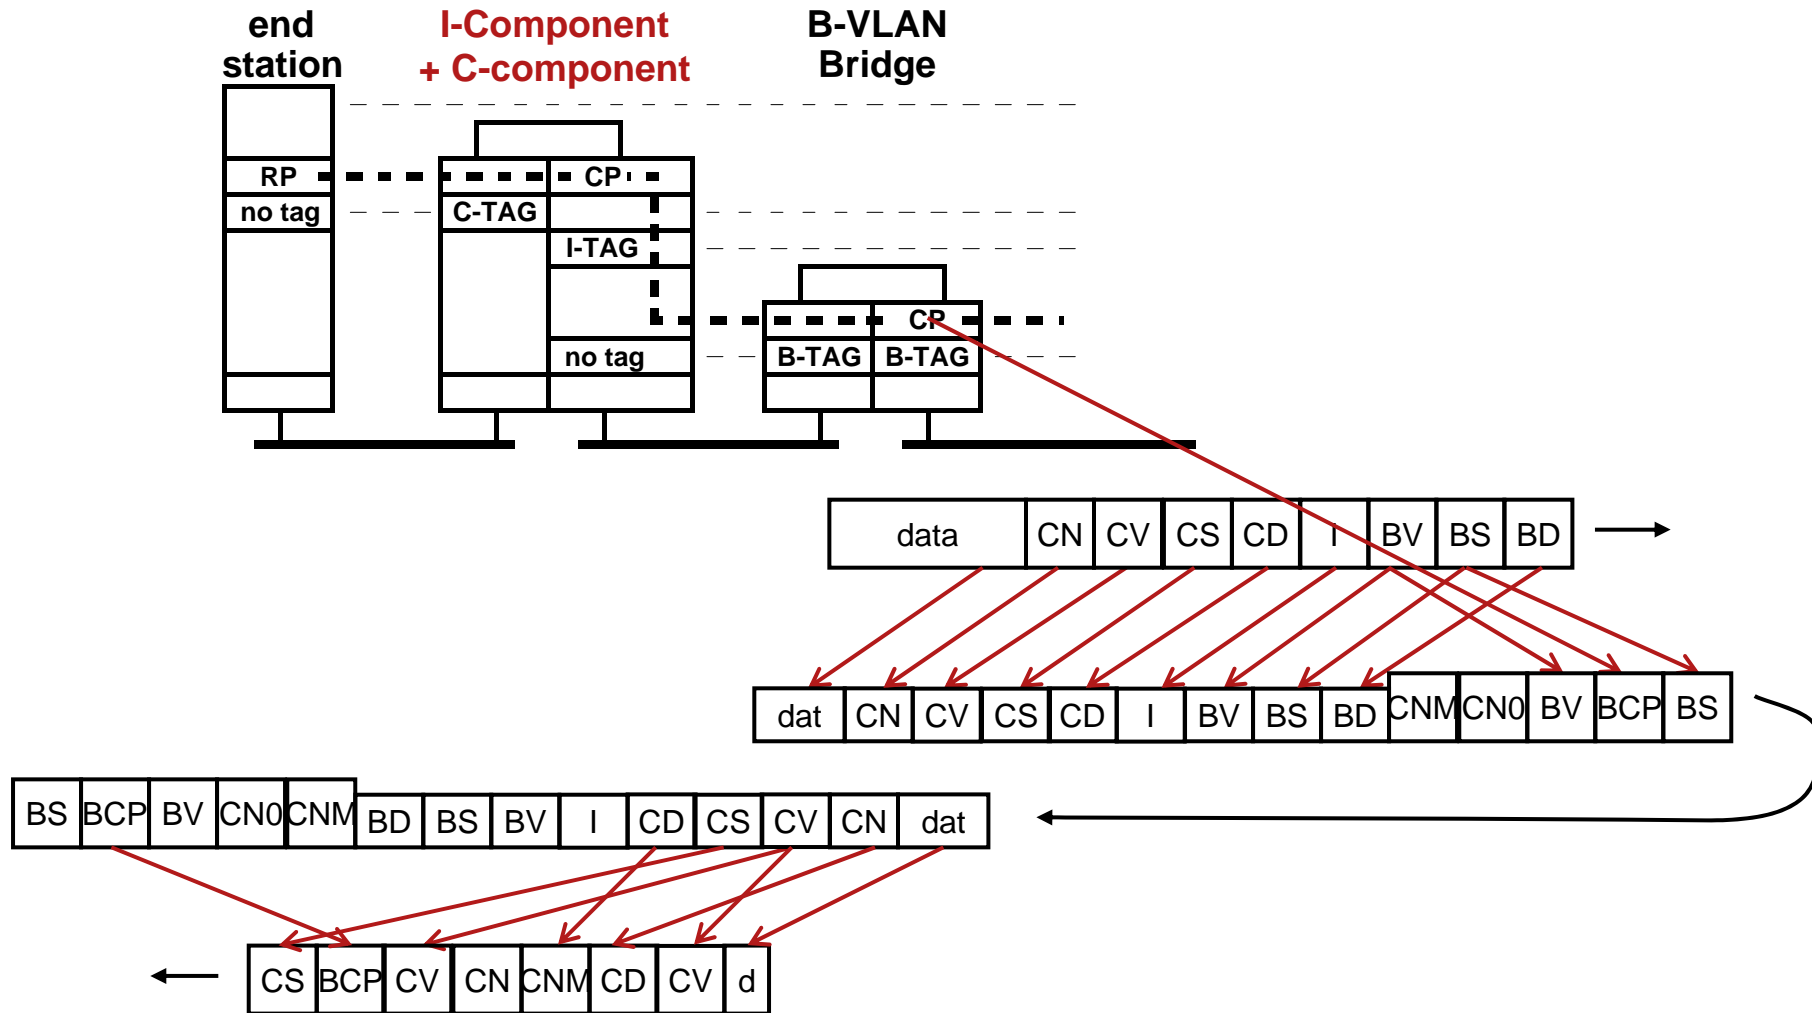 end station
I-Component + C-component
B-VLAN Bridge
RP
CP
no tag
C-TAG
I-TAG
CP
no tag
B-TAG
B-TAG
data CN CV CS CD I BV BS BD
dat CN CV CS CD I BV BS BD CNM CN0 BV BCP BS
BS BCP BV CN0 CNM BD BS BV I CD CS CV CN dat
CS BCP CV CN CNM CD CV d